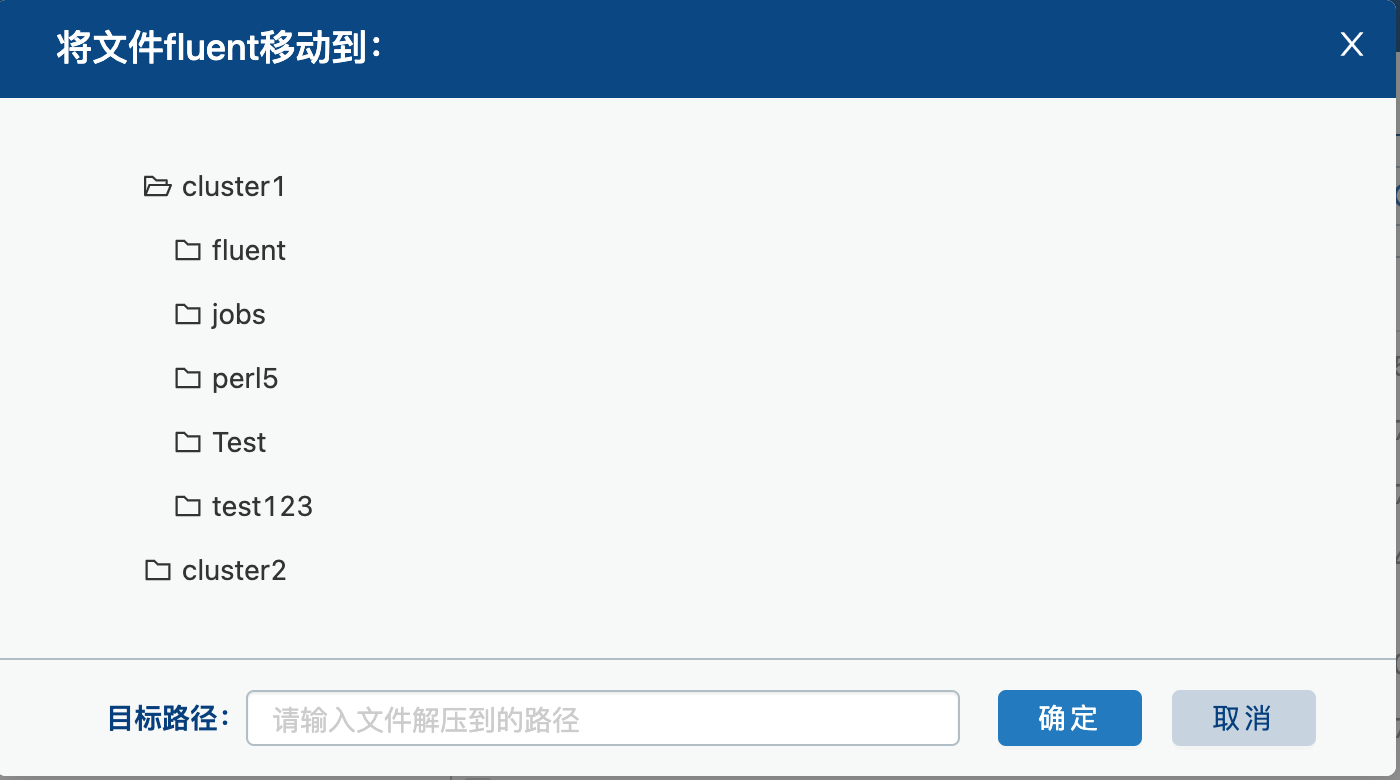 将文件fluent移动到：
X
cluster1
fluent
jobs
perl5
Test
test123
cluster2
目标路径： 请输入文件解压到的路径 确定 取消